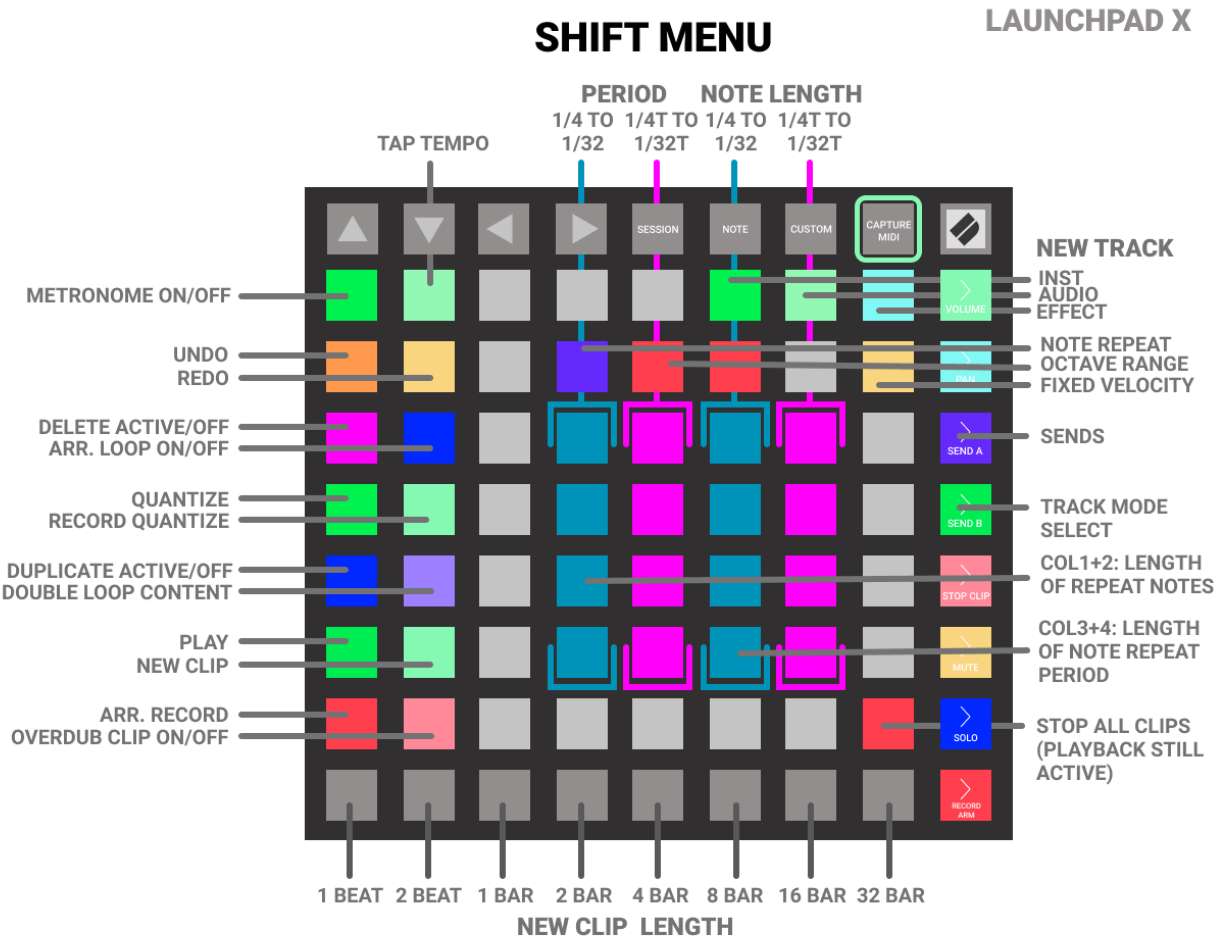 LAUNCHPAD X
SHIFT MENU
PERIOD
NOTE LENGTH
1/4 TO
1/32
1/4T TO
1/32T
1/4 TO
1/32
1/4T TO
1/32T
TAP TEMPO
SESSION
NOTE
CUSTOM
CAPTURE
MIDI
NEW TRACK
INST
AUDIO
EFFECT
METRONOME ON/OFF
VOLUME
UNDO
REDO
NOTE REPEAT
OCTAVE RANGE
FIXED VELOCITY
PAN
DELETE ACTIVE/OFF
ARR. LOOP ON/OFF
SEND A
SENDS
QUANTIZE
RECORD QUANTIZE
SEND B
TRACK MODE
SELECT
DUPLICATE ACTIVE/OFF
DOUBLE LOOP CONTENT
STOP CLIP
COL1+2: LENGTH
OF REPEAT NOTES
PLAY
NEW CLIP
MUTE
COL3+4: LENGTH
OF NOTE REPEAT
PERIOD
ARR. RECORD
OVERDUB CLIP ON/OFF
SOLO
STOP ALL CLIPS
(PLAYBACK STILL
ACTIVE)
RECORD
ARM
1 BEAT
2 BEAT
1 BAR
2 BAR
4 BAR
8 BAR
16 BAR
32 BAR
NEW CLIP LENGTH